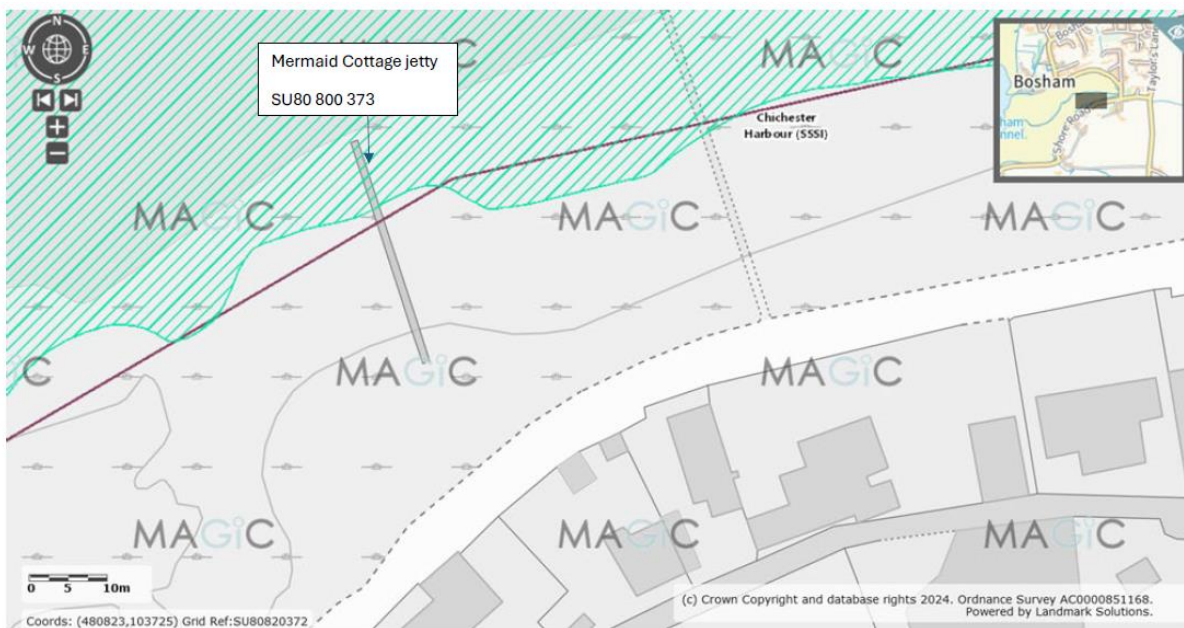 N
W E
S
Mermaid Cottage jetty
SU80 800 373
MAGiC
MAGiC
Chichester
Harbour (SSSI)
Bosham
Shore Road
Taylor's Lan
MAGiC
MAGiC
MAGiC
C
MAGiC
MAGiC
MAGiC
MAGiC
MAGiC
0 5 10m
Coords: (480823,103725) Grid Ref:SU80820372
(c) Crown Copyright and database rights 2024. Ordnance Survey AC0000851168.
Powered by Landmark Solutions.